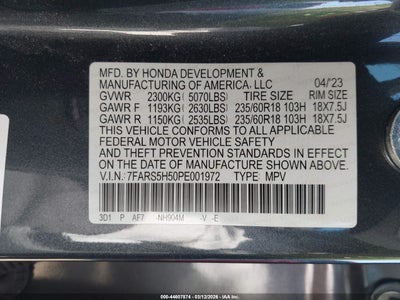 MFD. BY HONDA DEVELOPMENT &
MANUFACTURING OF AMERICA, LLC 04/23
GVWR 2300KG (5070LBS) TIRE SIZE RIM SIZE
GAWR F 1193KG (2630LBS) 235/60R18 103H 18X7.5J
GAWR R 1150KG (2535LBS) 235/60R18 103H 18X7.5J
THIS VEHICLE CONFORMS TO ALL APPLICABLE
FEDERAL MOTOR VEHICLE SAFETY
AND THEFT PREVENTION STANDARDS IN EFFECT
ON THE DATE OF MANUFACTURE SHOWN ABOVE.
V.I.N.: 7FARS5H50PE001972 TYPE: MPV
3D1 P AF7 -NH904M -V -E
000-44607874 - 03/12/2026 - IAA Inc.